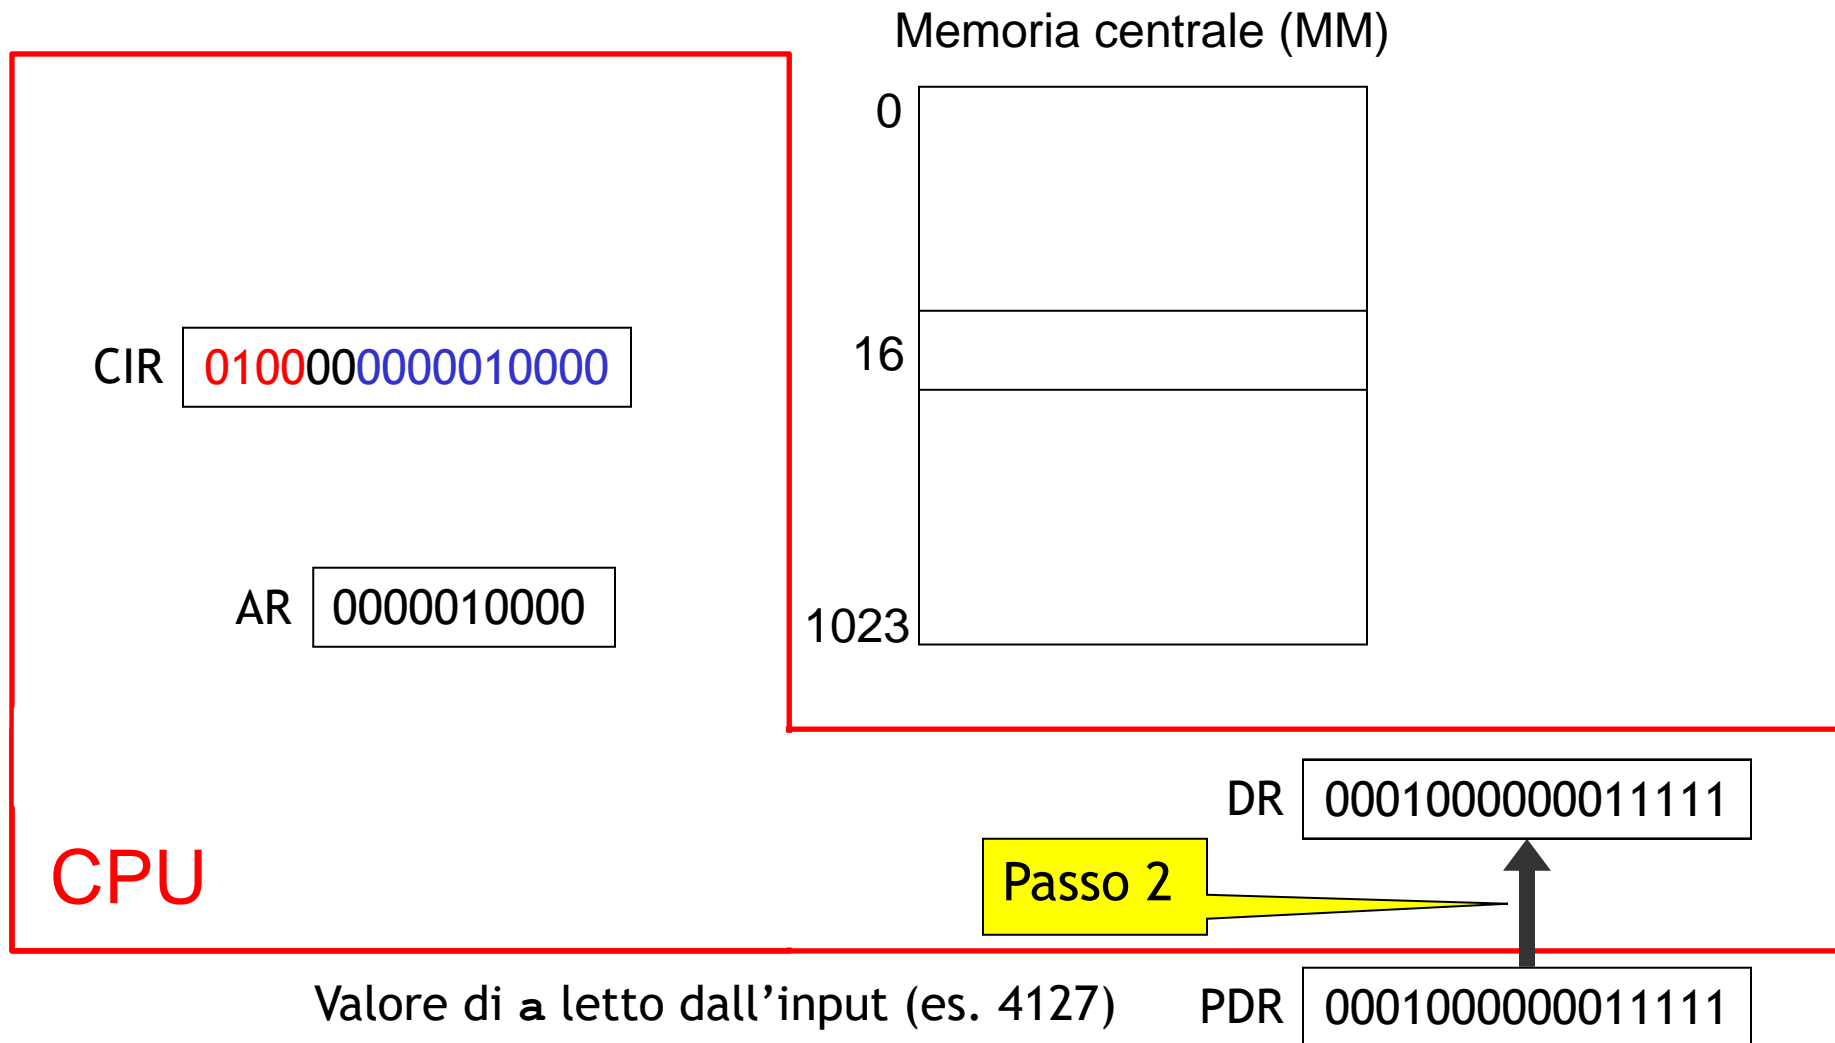 Memoria centrale (MM)
0
CIR 0100000000010000
16
AR 0000010000
1023
DR 0001000000011111
CPU
Passo 2
Valore di a letto dall’input (es. 4127) PDR 0001000000011111